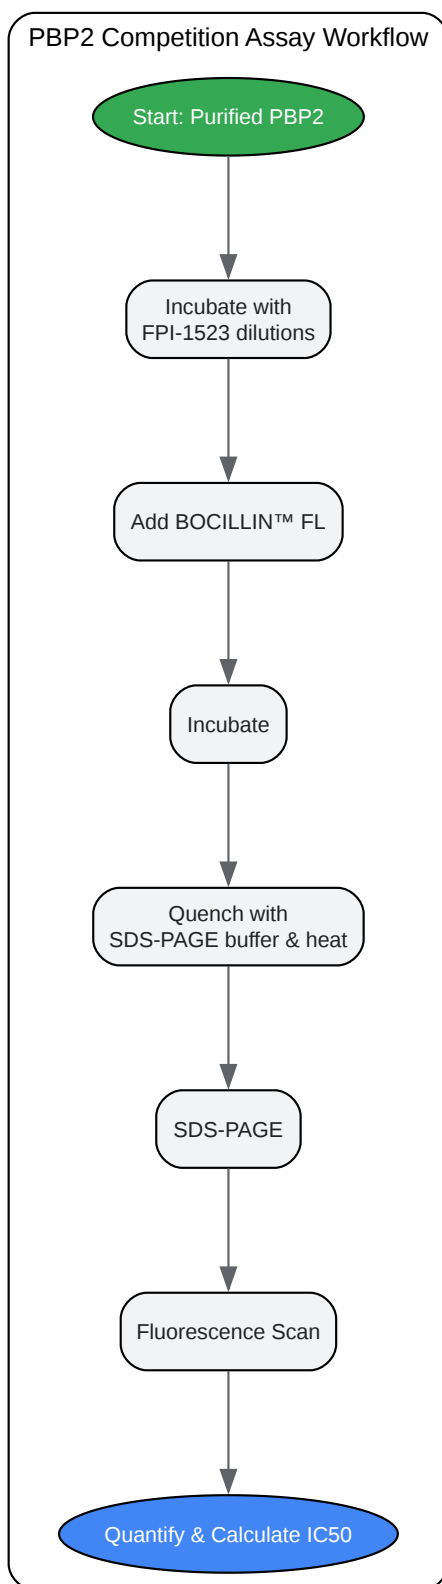 PBP2 Competition Assay Workflow
Start: Purified PBP2
Incubate with
FPI-1523 dilutions
Add BOCILLIN™ FL
Incubate
Quench with
SDS-PAGE buffer & heat
SDS-PAGE
Fluorescence Scan
Quantify & Calculate IC50